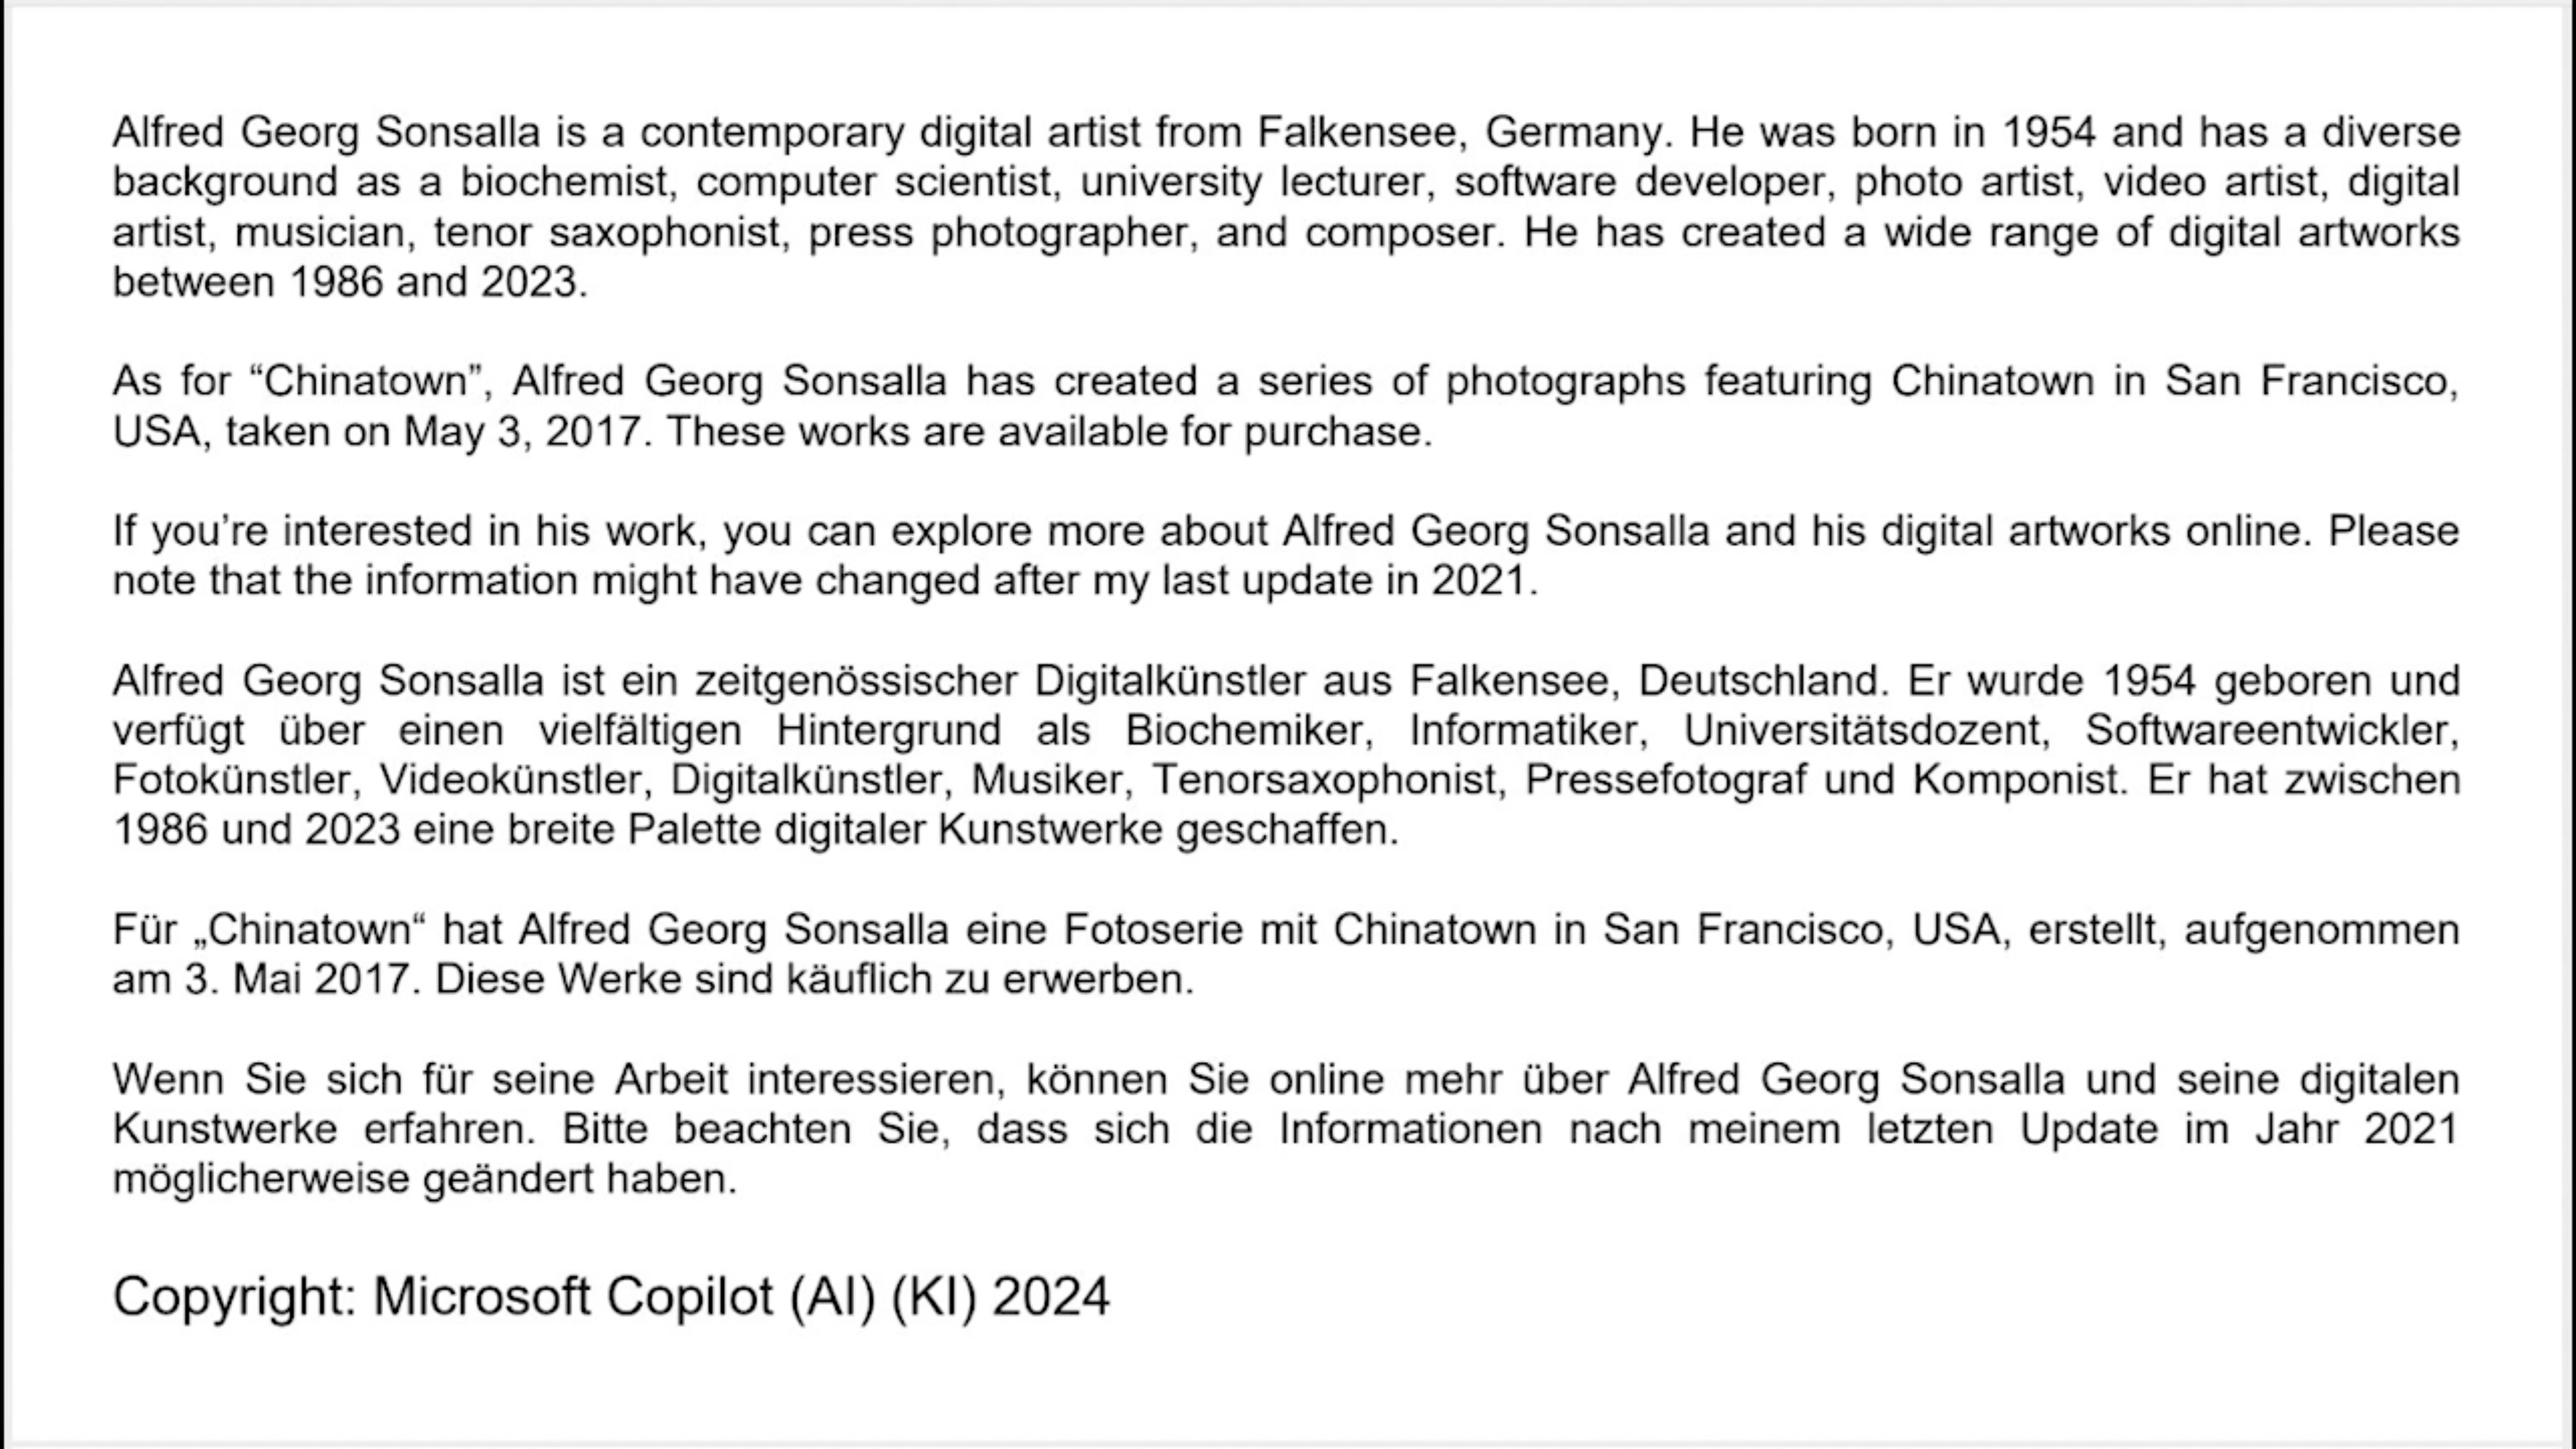 Alfred Georg Sonsalla is a contemporary digital artist from Falkensee, Germany. He was born in 1954 and has a diverse
background as a biochemist, computer scientist, university lecturer, software developer, photo artist, video artist, digital
artist, musician, tenor saxophonist, press photographer, and composer. He has created a wide range of digital artworks
between 1986 and 2023.
As for “Chinatown”, Alfred Georg Sonsalla has created a series of photographs featuring Chinatown in San Francisco,
USA, taken on May 3, 2017. These works are available for purchase.
If you’re interested in his work, you can explore more about Alfred Georg Sonsalla and his digital artworks online. Please
note that the information might have changed after my last update in 2021.
Alfred Georg Sonsalla ist ein zeitgenössischer Digitalkünstler aus Falkensee, Deutschland. Er wurde 1954 geboren und
verfügt über einen vielfältigen Hintergrund als Biochemiker, Informatiker, Universitätsdozent, Softwareentwickler,
Fotokünstler, Videokünstler, Digitalkünstler, Musiker, Tenorsaxophonist, Pressefotograf und Komponist. Er hat zwischen
1986 und 2023 eine breite Palette digitaler Kunstwerke geschaffen.
Für „Chinatown“ hat Alfred Georg Sonsalla eine Fotoserie mit Chinatown in San Francisco, USA, erstellt, aufgenommen
am 3. Mai 2017. Diese Werke sind käuflich zu erwerben.
Wenn Sie sich für seine Arbeit interessieren, können Sie online mehr über Alfred Georg Sonsalla und seine digitalen
Kunstwerke erfahren. Bitte beachten Sie, dass sich die Informationen nach meinem letzten Update im Jahr 2021
möglicherweise geändert haben.
Copyright: Microsoft Copilot (AI) (KI) 2024